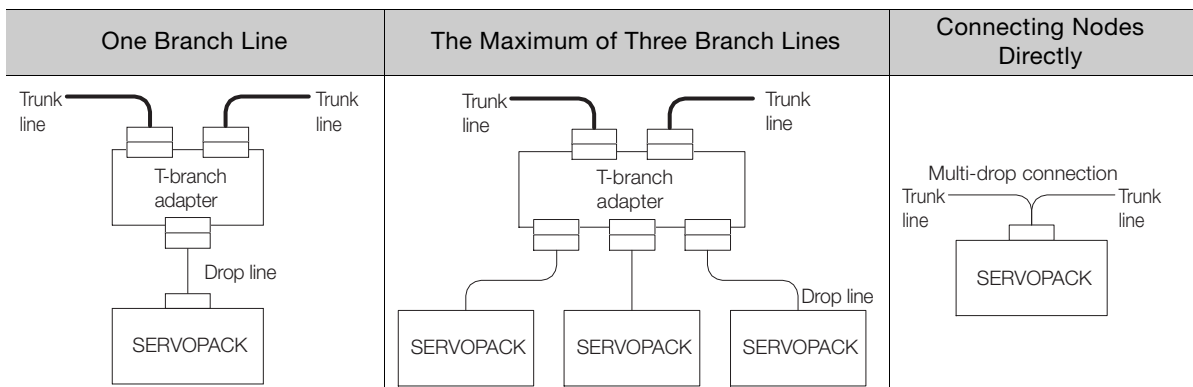 One Branch Line
The Maximum of Three Branch Lines
Connecting Nodes
Directly
Trunk
line
Trunk
line
T-branch
adapter
Drop line
SERVOPACK
Trunk
line
Trunk
line
T-branch
adapter
Drop line
SERVOPACK
SERVOPACK
SERVOPACK
Multi-drop connection
Trunk
line
Trunk
line
SERVOPACK